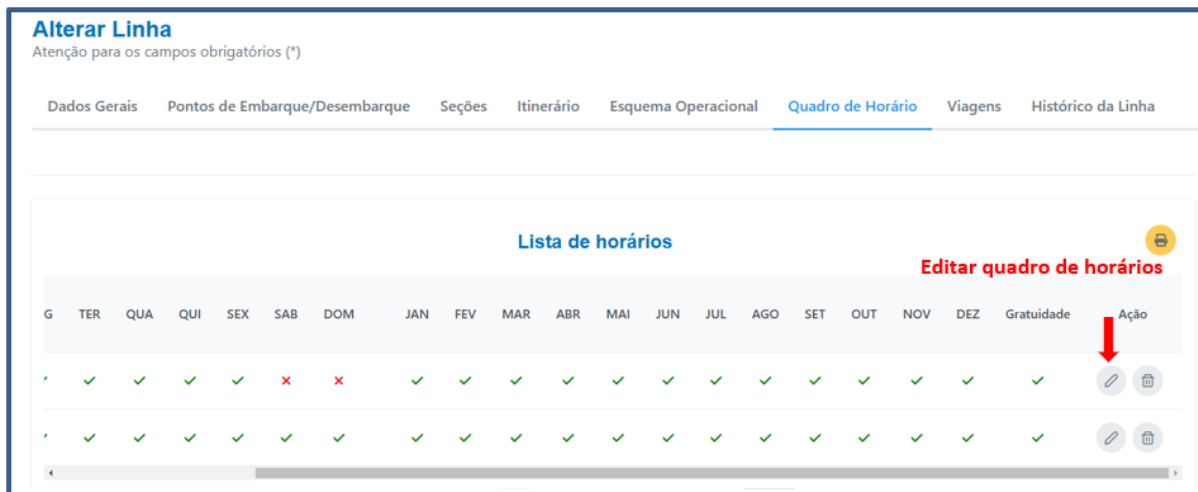 Alterar Linha
Atenção para os campos obrigatórios (*)
Dados Gerais Pontos de Embarque/Desembarque Seções Itinerário Esquema Operacional Quadro de Horário Viagens Histórico da Linha
Lista de horários
Editar quadro de horários
G TER QUA QUI SEX SAB DOM JAN FEV MAR ABR MAI JUN JUL AGO SET OUT NOV DEZ Gratuidade Ação